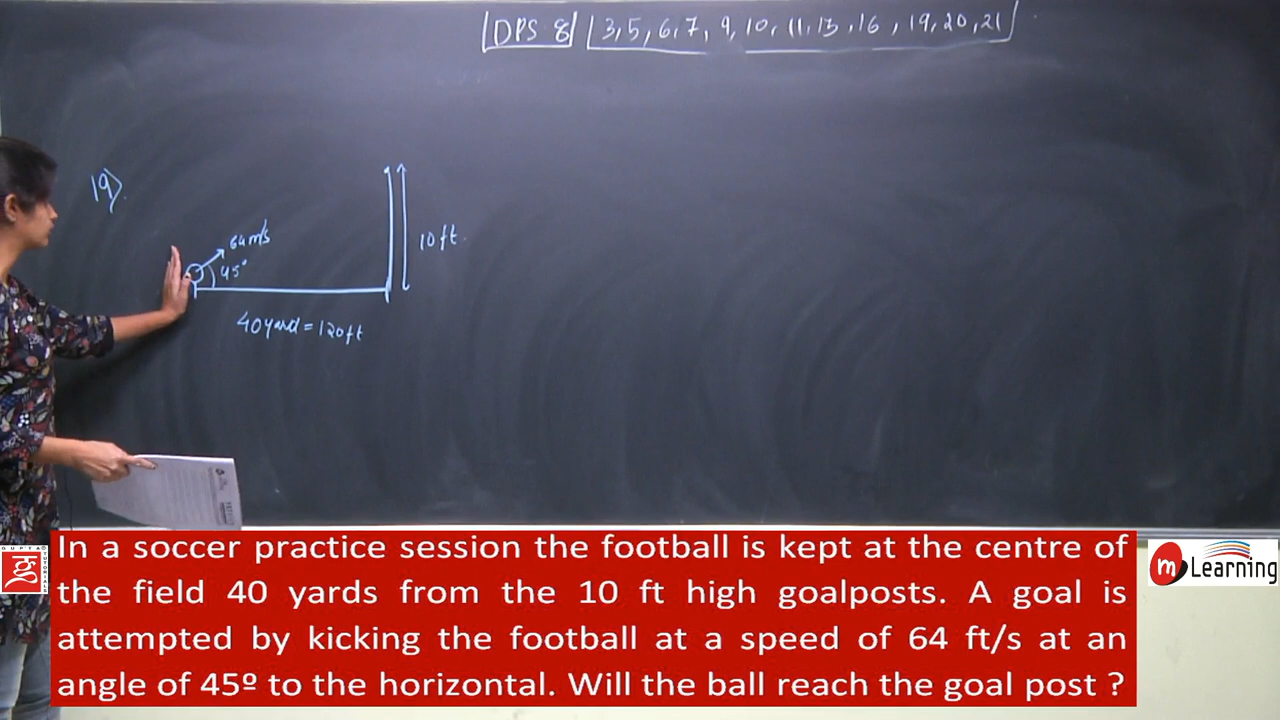 DPS 8 3,5,6,7,9,10,11,13,16,19,20,21
19)
64 m/s
45°
10 ft.
40 yard = 120ft
In a soccer practice session the football is kept at the centre of
the field 40 yards from the 10 ft high goalposts. A goal is
attempted by kicking the football at a speed of 64 ft/s at an
angle of 45º to the horizontal. Will the ball reach the goal post ?
GUPTA
TUTORIALS
g
m Learning